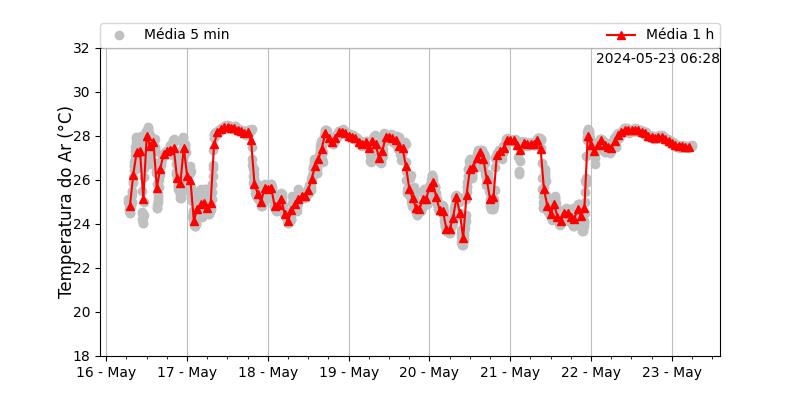 Média 5 min
Média 1 h
2024-05-23 06:28
Temperatura do Ar (°C)
32
30
28
26
24
22
20
18
16 - May
17 - May
18 - May
19 - May
20 - May
21 - May
22 - May
23 - May